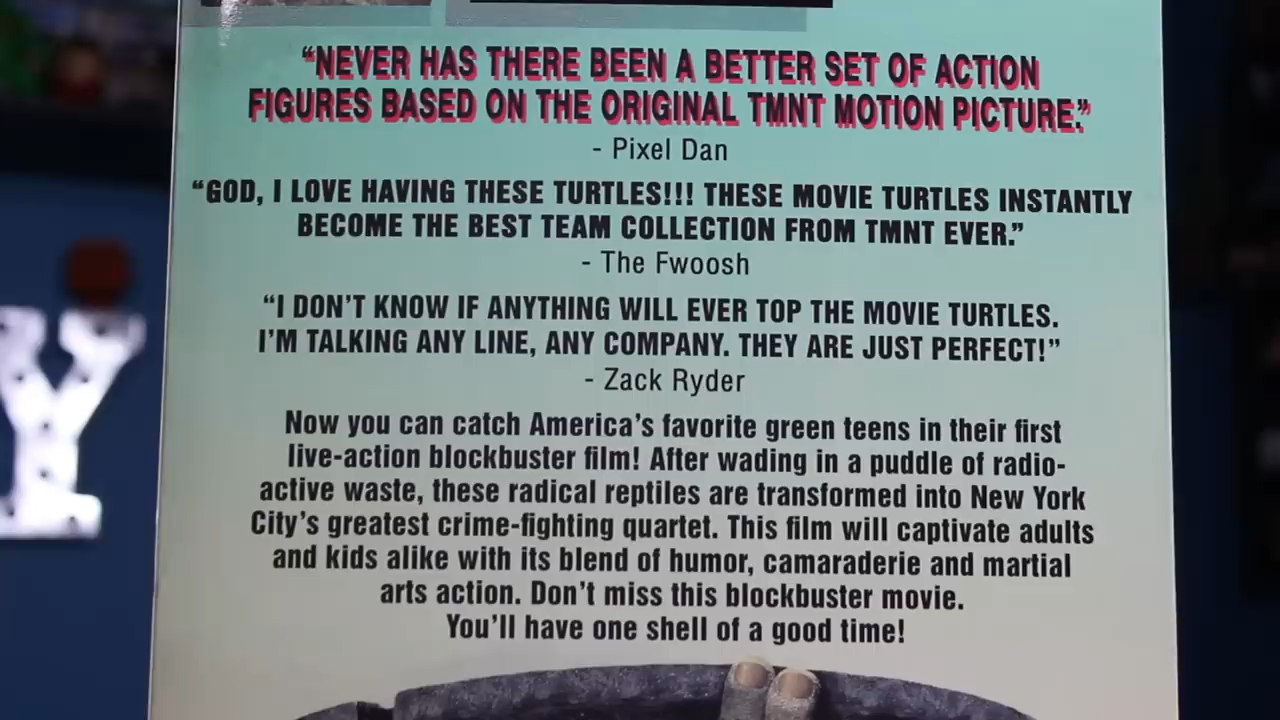 “NEVER HAS THERE BEEN A BETTER SET OF ACTION
FIGURES BASED ON THE ORIGINAL TMNT MOTION PICTURE.”
- Pixel Dan
“GOD, I LOVE HAVING THESE TURTLES!!! THESE MOVIE TURTLES INSTANTLY
BECOME THE BEST TEAM COLLECTION FROM TMNT EVER.”
- The Fwoosh
“I DON’T KNOW IF ANYTHING WILL EVER TOP THE MOVIE TURTLES.
I’M TALKING ANY LINE, ANY COMPANY. THEY ARE JUST PERFECT!”
- Zack Ryder
Now you can catch America’s favorite green teens in their first
live-action blockbuster film! After wading in a puddle of radio-
active waste, these radical reptiles are transformed into New York
City’s greatest crime-fighting quartet. This film will captivate adults
and kids alike with its blend of humor, camaraderie and martial
arts action. Don’t miss this blockbuster movie.
You’ll have one shell of a good time!
Y